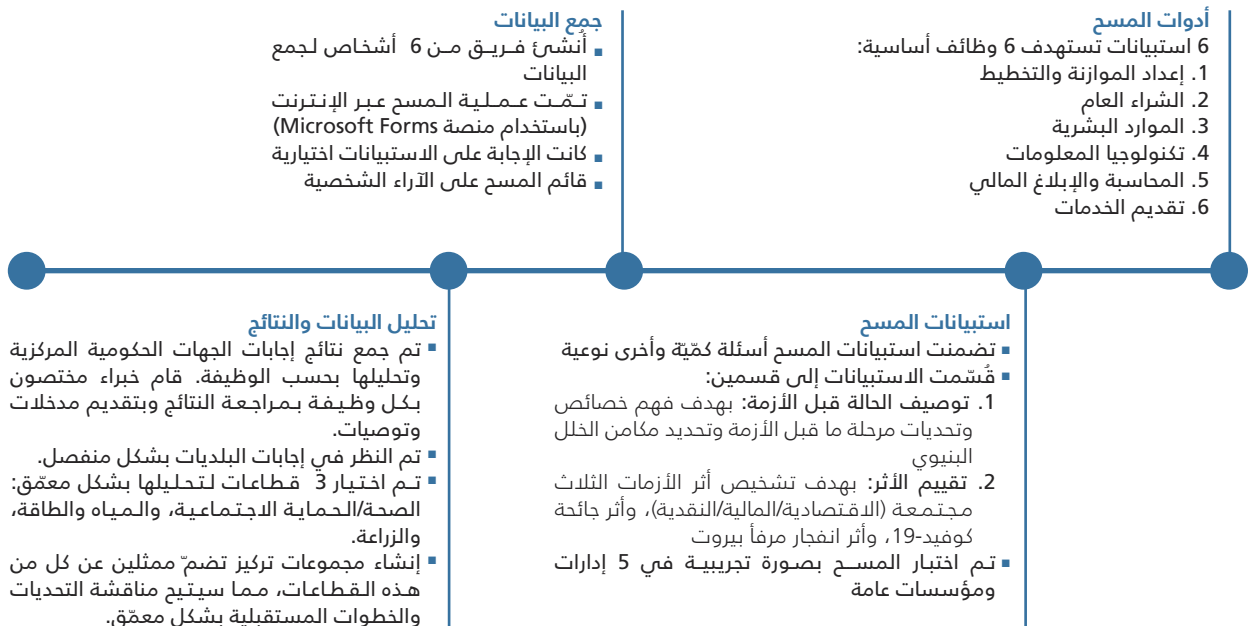 أدوات المسح
6 استبيانات تستهدف 6 وظائف أساسية:
1. إعداد الموازنة والتخطيط
2. الشراء العام
3. الموارد البشرية
4. تكنولوجيا المعلومات
5. المحاسبة والإبلاغ المالي
6. تقديم الخدمات
استبيانات المسح
▪ تضمنت استبيانات المسح أسئلة كمّيّة وأخرى نوعية
▪ قُسّمت الاستبيانات إلى قسمين:
1. توصيف الحالة قبل الأزمة: بهدف فهم خصائص
وتحديات مرحلة ما قبل الأزمة وتحديد مكامن الخلل
البنيوي
2. تقييم الأثر: بهدف تشخيص أثر الأزمات الثلاث
مجتمعة (الاقتصادية/المالية/النقدية)، وأثر جائحة
كوفيد-19، وأثر انفجار مرفأ بيروت
▪ تم اختبار المسح بصورة تجريبية في 5 إدارات
ومؤسسات عامة
جمع البيانات
▪ أُنشئ فريق من 6 أشخاص لجمع
البيانات
▪ تمّت عملية المسح عبر الإنترنت
(باستخدام منصة Microsoft Forms)
▪ كانت الإجابة على الاستبيانات اختيارية
▪ قائم المسح على الآراء الشخصية
تحليل البيانات والنتائج
▪ تم جمع نتائج إجابات الجهات الحكومية المركزية
وتحليلها بحسب الوظيفة. قام خبراء مختصون
بكل وظيفة بمراجعة النتائج وبتقديم مدخلات
وتوصيات.
▪ تم النظر في إجابات البلديات بشكل منفصل.
▪ تم اختيار 3 قطاعات لتحليلها بشكل معمّق:
الصحة/الحماية الاجتماعية، والمياه والطاقة،
والزراعة.
▪ إنشاء مجموعات تركيز تضمّ ممثلين عن كل من
هذه القطاعات، مما سيتيح مناقشة التحديات
والخطوات المستقبلية بشكل معمّق.